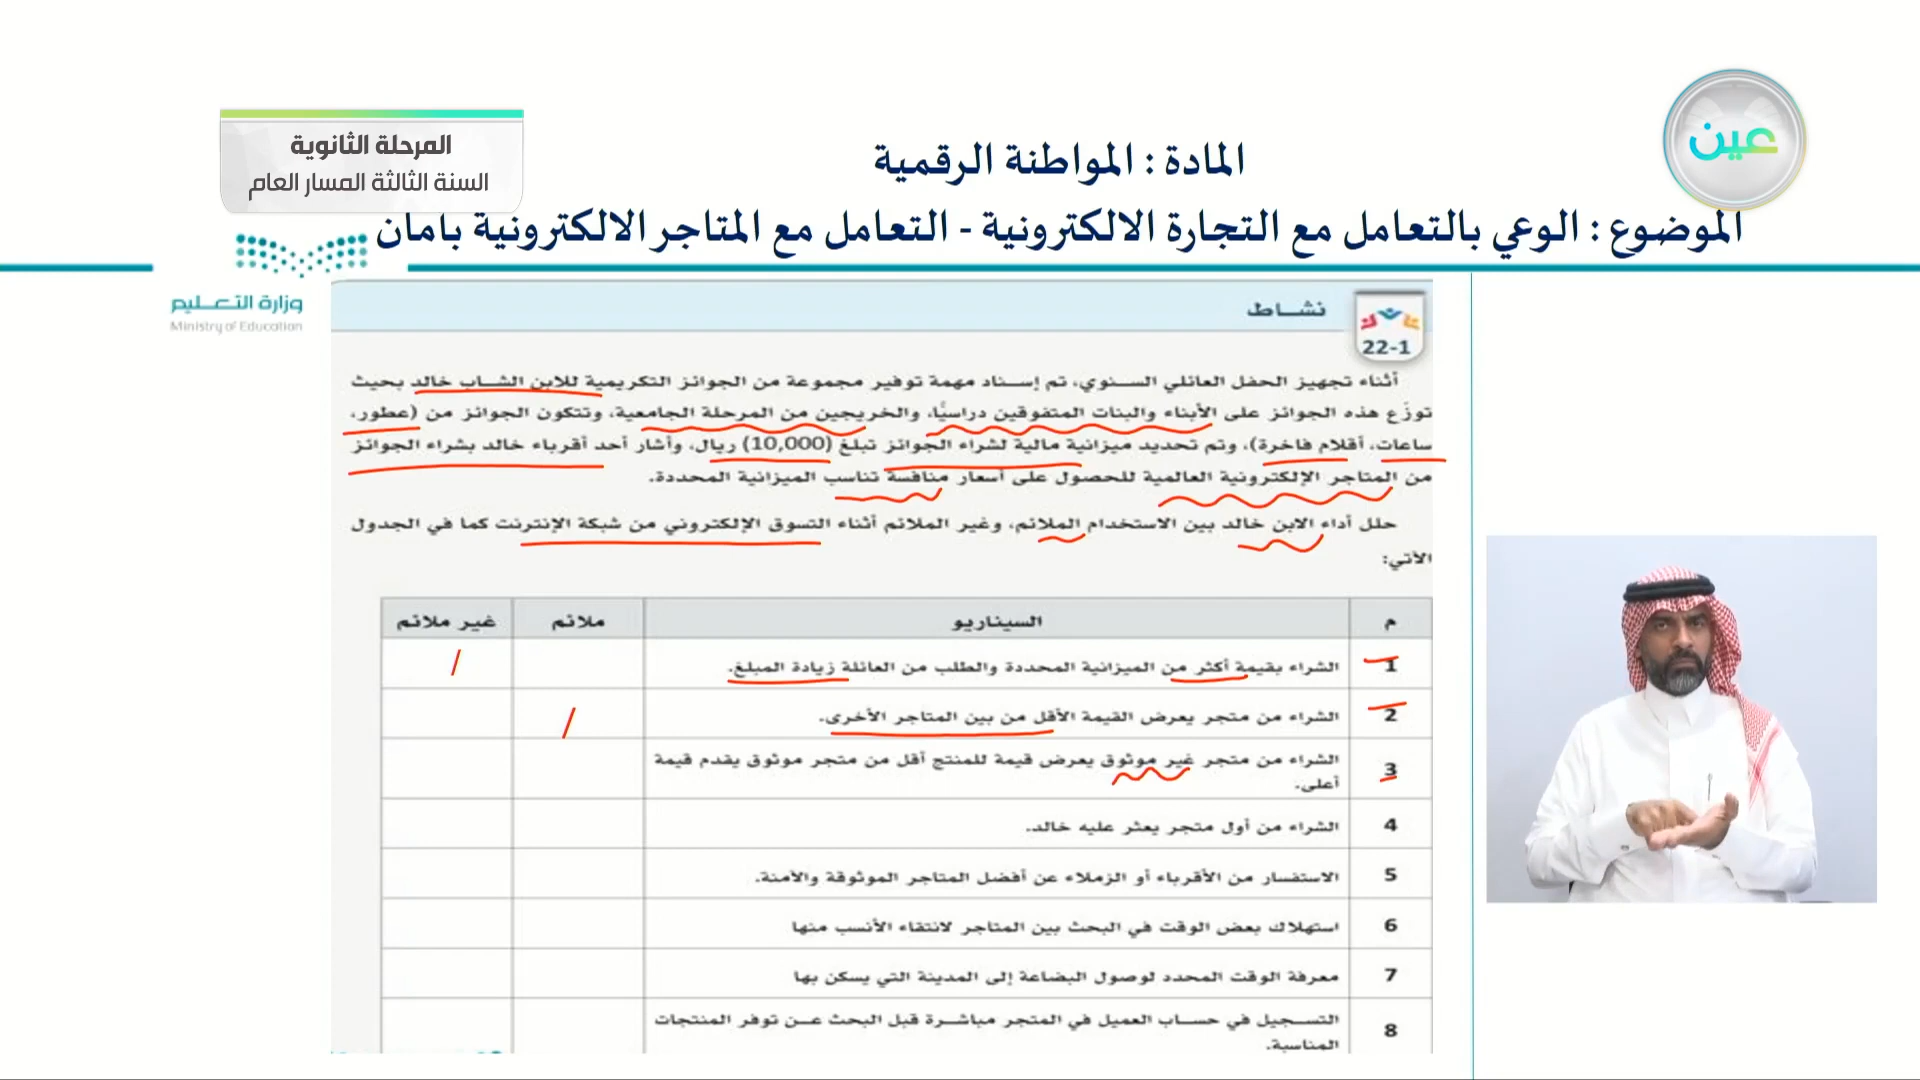 المرحلة الثانوية
السنة الثالثة المسار العام
عين
المادة : المواطنة الرقمية
الموضوع : الوعي بالتعامل مع التجارة الالكترونية - التعامل مع المتاجر الالكترونية بامان
وزارة التعليم
Ministry of Education
نشاط
22-1
أثناء تجهيز الحفل العائلي السنوي، تم إسناد مهمة توفير مجموعة من الجوائز التكريمية للابن الشاب خالد بحيث
توزَع هذه الجوائز على الأبناء والبنات المتفوقين دراسيًّا، والخريجين من المرحلة الجامعية، وتتكون الجوائز من (عطور،
ساعات، أقلام فاخرة)، وتم تحديد ميزانية مالية لشراء الجوائز تبلغ (10,000) ريال، وأشار أحد أقرباء خالد بشراء الجوائز
من المتاجر الإلكترونية العالمية للحصول على أسعار منافسة تناسب الميزانية المحددة.
حلل أداء الابن خالد بين الاستخدام الملائم، وغير الملائم أثناء التسوق الإلكتروني من شبكة الإنترنت كما في الجدول
الآتي:
م السيناريو ملائم غير ملائم
1 الشراء بقيمة أكثر من الميزانية المحددة والطلب من العائلة زيادة المبلغ. /
2 الشراء من متجر يعرض القيمة الأقل من بين المتاجر الأخرى. /
3 الشراء من متجر غير موثوق يعرض قيمة للمنتج أقل من متجر موثوق يقدم قيمة
أعلى.
4 الشراء من أول متجر يعثر عليه خالد.
5 الاستفسار من الأقرباء أو الزملاء عن أفضل المتاجر الموثوقة والآمنة.
6 استهلاك بعض الوقت في البحث بين المتاجر لانتقاء الأنسب منها
7 معرفة الوقت المحدد لوصول البضاعة إلى المدينة التي يسكن بها
8 التسجيل في حساب العميل في المتجر مباشرة قبل البحث عن توفر المنتجات
المناسبة.